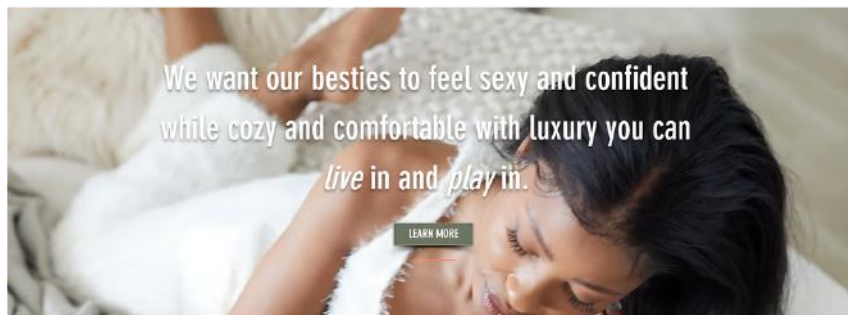 We want our besties to feel sexy and confident
while cozy and comfortable with luxury you can
live in and play in.
LEARN MORE